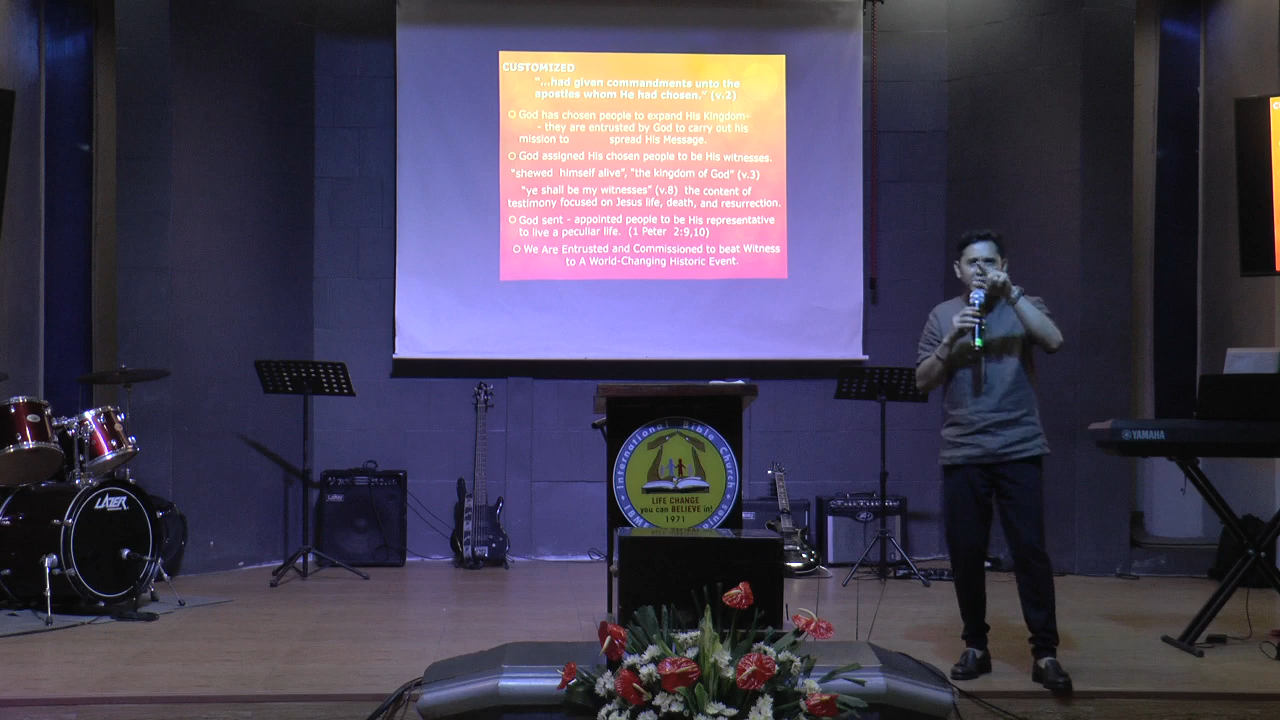 CUSTOMIZED
"...had given commandments unto the
apostles whom He had chosen." (v.2)
God has chosen people to expand His Kingdom-
- they are entrusted by God to carry out his
mission to spread His Message.
God assigned His chosen people to be His witnesses.
"shewed himself alive", "the kingdom of God" (v.3)
"ye shall be my witnesses" (v.8) the content of
testimony focused on Jesus life, death, and resurrection.
God sent - appointed people to be His representative
to live a peculiar life. (1 Peter 2:9,10)
We Are Entrusted and Commissioned to beat Witness
to A World-Changing Historic Event.
YAMAHA
LAZER
International Bible Church
LIFE CHANGE
you can BELIEVE in!
1971